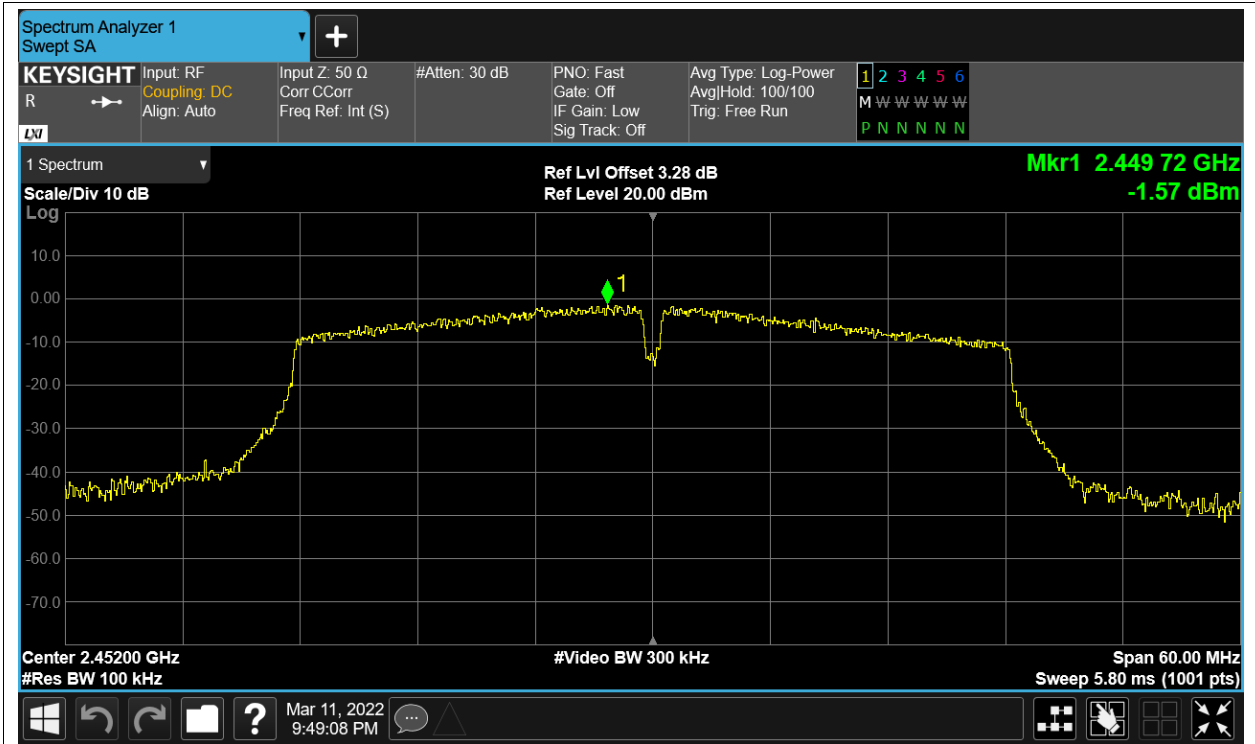 Spectrum Analyzer 1
Swept SA
KEYSIGHT
R
LXI
Input: RF
Coupling: DC
Align: Auto
Input Z: 50 Ω
Corr CCorr
Freq Ref: Int (S)
#Atten: 30 dB
PNO: Fast
Gate: Off
IF Gain: Low
Sig Track: Off
Avg Type: Log-Power
Avg|Hold: 100/100
Trig: Free Run
1 2 3 4 5 6
M W W W W W
P N N N N N
1 Spectrum
Scale/Div 10 dB
Ref Lvl Offset 3.28 dB
Ref Level 20.00 dBm
Mkr1 2.449 72 GHz
-1.57 dBm
Log
10.0
0.00
-10.0
-20.0
-30.0
-40.0
-50.0
-60.0
-70.0
1
Center 2.45200 GHz
#Res BW 100 kHz
#Video BW 300 kHz
Span 60.00 MHz
Sweep 5.80 ms (1001 pts)
?
Mar 11, 2022
9:49:08 PM